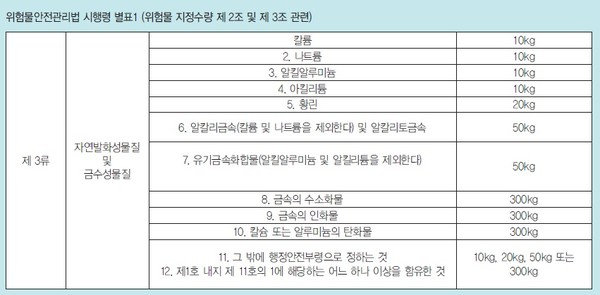 위험물안전관리법 시행령 별표1 (위험물 지정수량 제 2조 및 제 3조 관련)
제 3류
자연발화성물질
및
금수성물질
칼륨 10kg
2. 나트륨 10kg
3. 알킬알루미늄 10kg
4. 아킬리튬 10kg
5. 황린 20kg
6. 알칼리금속(칼륨 및 나트륨을 제외한다) 및 알칼리토금속 50kg
7. 유기금속화합물(알킬알루미늄 및 알킬리튬을 제외한다) 50kg
8. 금속의 수소화물 300kg
9. 금속의 인화물 300kg
10. 칼슘 또는 알루미늄의 탄화물 300kg
11. 그 밖에 행정안전부령으로 정하는 것
12. 제1호 내지 제 11호의 1에 해당하는 어느 하나 이상을 함유한 것
10kg, 20kg, 50kg 또는
300kg